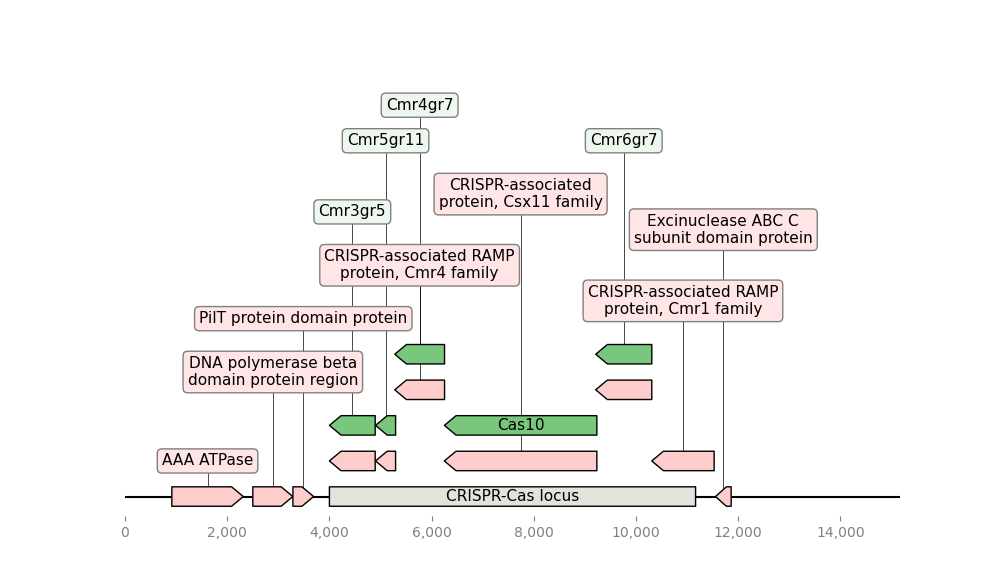 Cmr4gr7
Cmr5gr11
Cmr6gr7
CRISPR-associated
protein, Csx11 family
Cmr3gr5
Excinuclease ABC C
subunit domain protein
CRISPR-associated RAMP
protein, Cmr4 family
CRISPR-associated RAMP
protein, Cmr1 family
PilT protein domain protein
DNA polymerase beta
domain protein region
Cas10
AAA ATPase
CRISPR-Cas locus
0
2,000
4,000
6,000
8,000
10,000
12,000
14,000